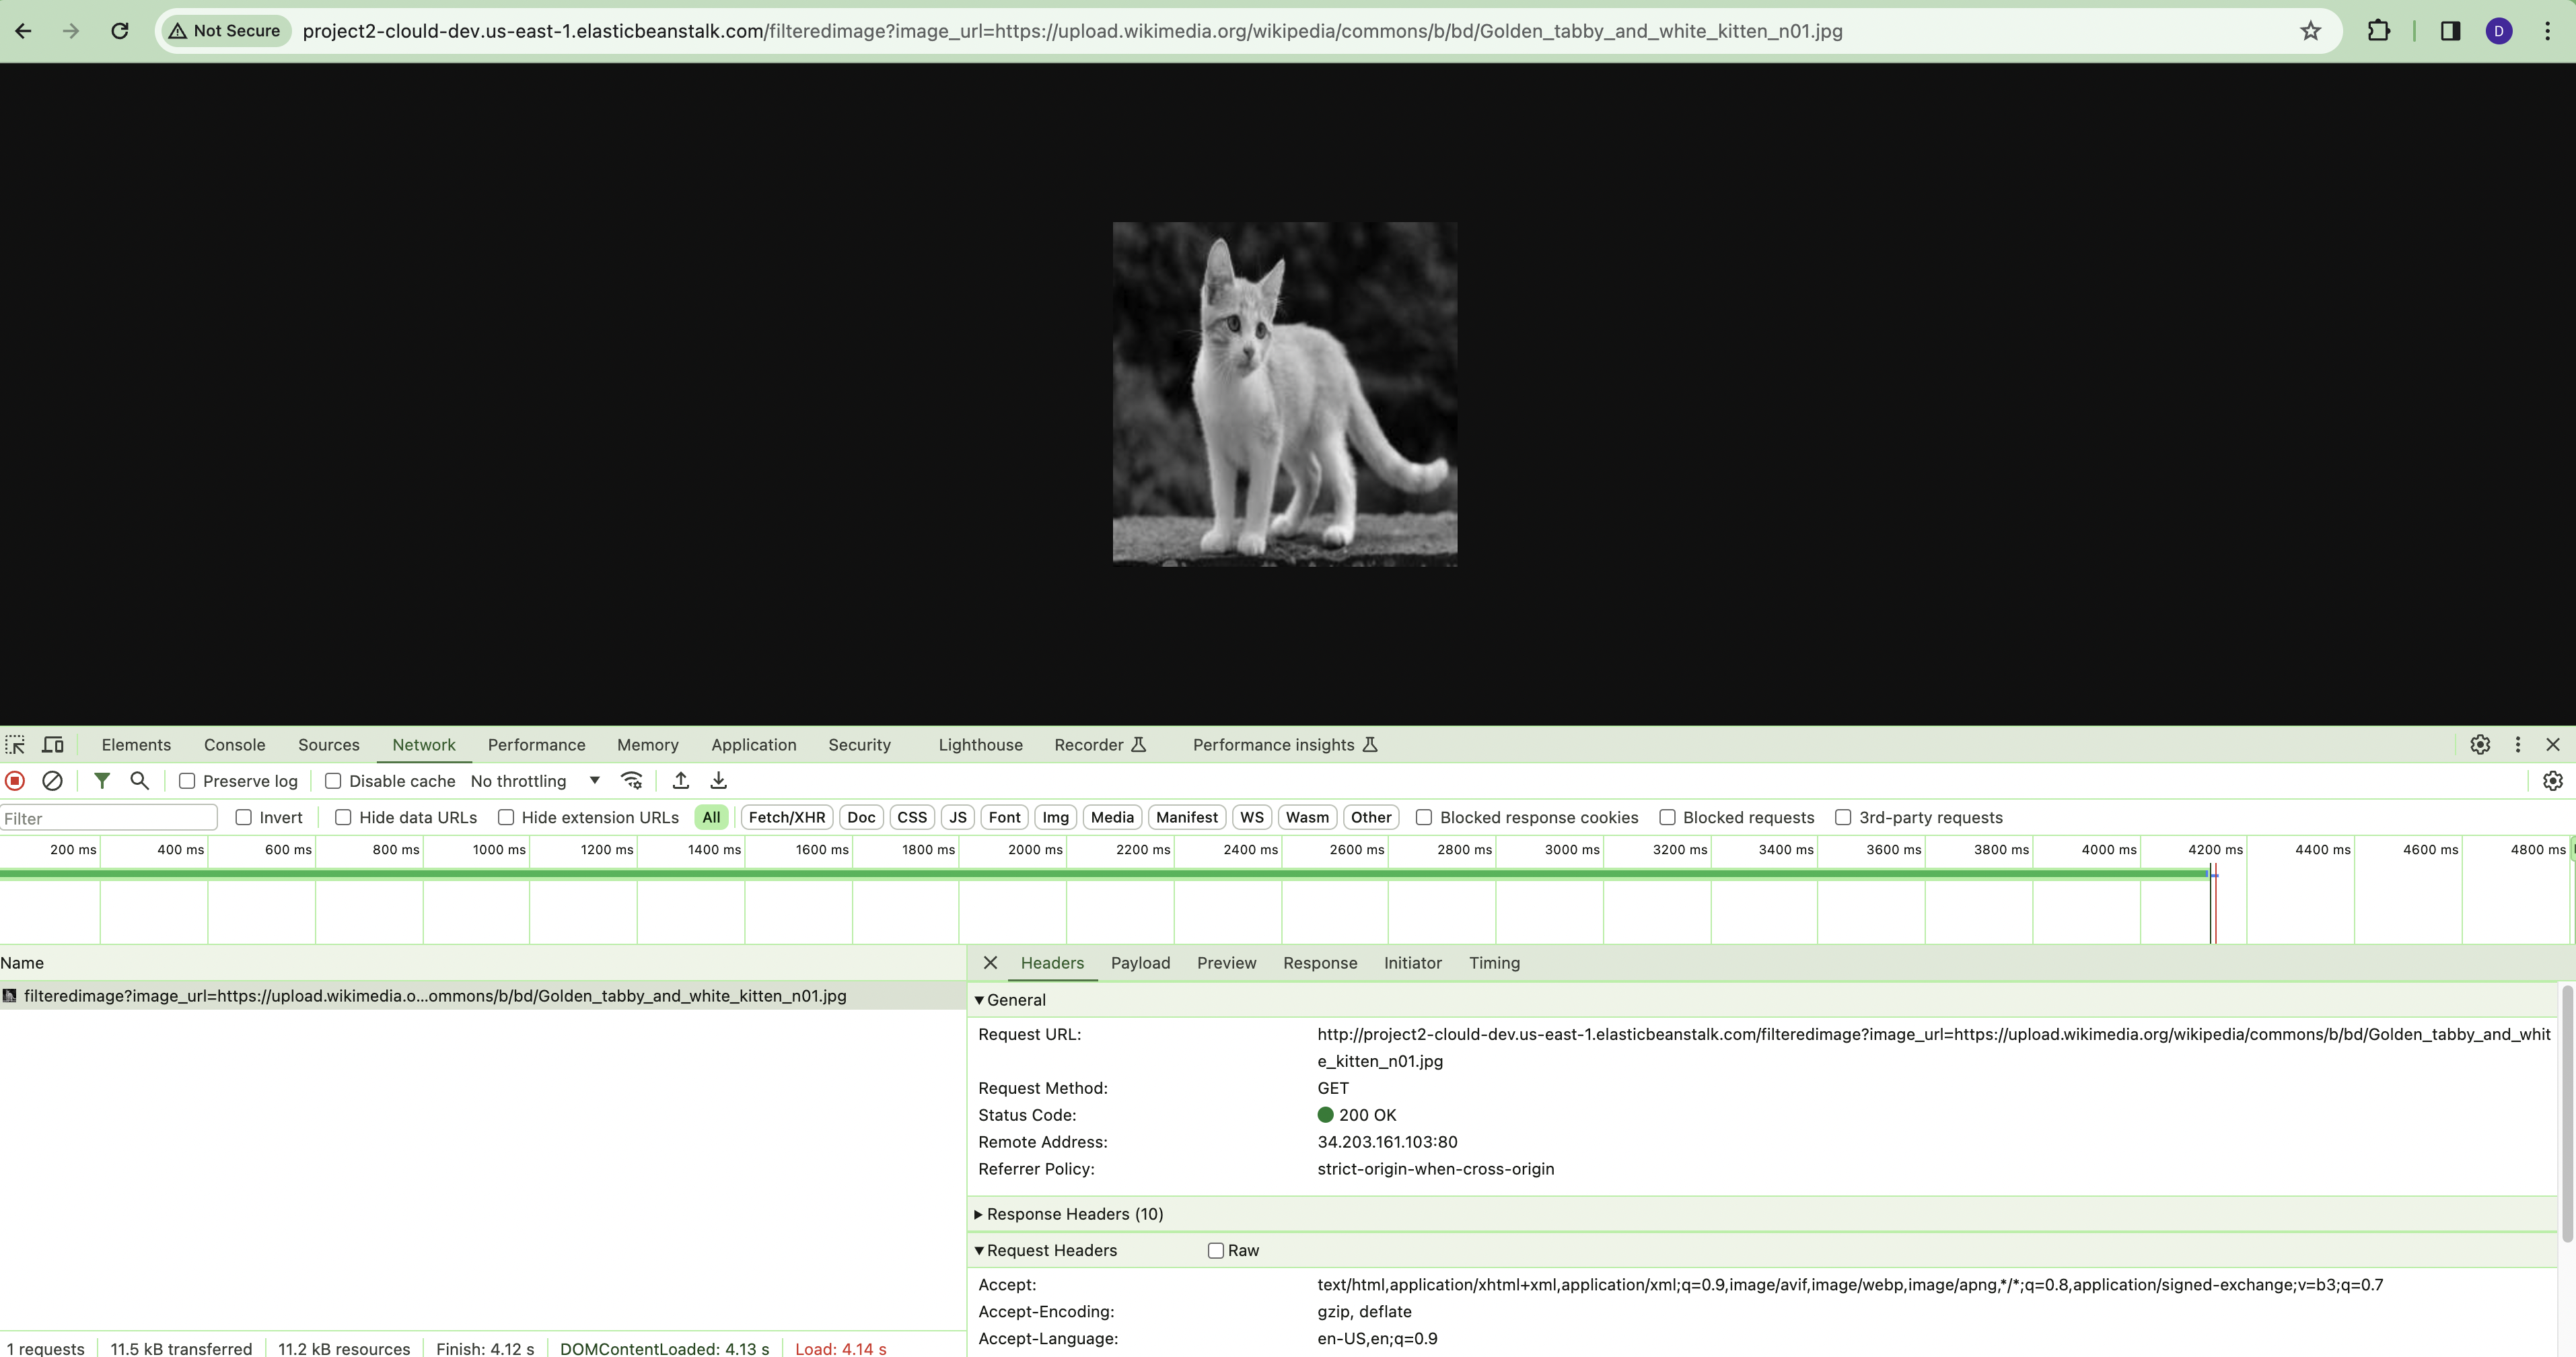 Not Secure project2-clould-dev.us-east-1.elasticbeanstalk.com/filteredimage?image_url=https://upload.wikimedia.org/wikipedia/commons/b/bd/Golden_tabby_and_white_kitten_n01.jpg D
Elements Console Sources Network Performance Memory Application Security Lighthouse Recorder Performance insights
Preserve log Disable cache No throttling
Filter Invert Hide data URLs Hide extension URLs All Fetch/XHR Doc CSS JS Font Img Media Manifest WS Wasm Other Blocked response cookies Blocked requests 3rd-party requests
200 ms 400 ms 600 ms 800 ms 1000 ms 1200 ms 1400 ms 1600 ms 1800 ms 2000 ms 2200 ms 2400 ms 2600 ms 2800 ms 3000 ms 3200 ms 3400 ms 3600 ms 3800 ms 4000 ms 4200 ms 4400 ms 4600 ms 4800 ms
Name
filteredimage?image_url=https://upload.wikimedia.o...ommons/b/bd/Golden_tabby_and_white_kitten_n01.jpg
Headers Payload Preview Response Initiator Timing
General
Request URL: http://project2-clould-dev.us-east-1.elasticbeanstalk.com/filteredimage?image_url=https://upload.wikimedia.org/wikipedia/commons/b/bd/Golden_tabby_and_whit
e_kitten_n01.jpg
Request Method: GET
Status Code: 200 OK
Remote Address: 34.203.161.103:80
Referrer Policy: strict-origin-when-cross-origin
Response Headers (10)
Request Headers Raw
Accept: text/html,application/xhtml+xml,application/xml;q=0.9,image/avif,image/webp,image/apng,*/*;q=0.8,application/signed-exchange;v=b3;q=0.7
Accept-Encoding: gzip, deflate
Accept-Language: en-US,en;q=0.9
1 requests 11.5 kB transferred 11.2 kB resources Finish: 4.12 s DOMContentLoaded: 4.13 s Load: 4.14 s